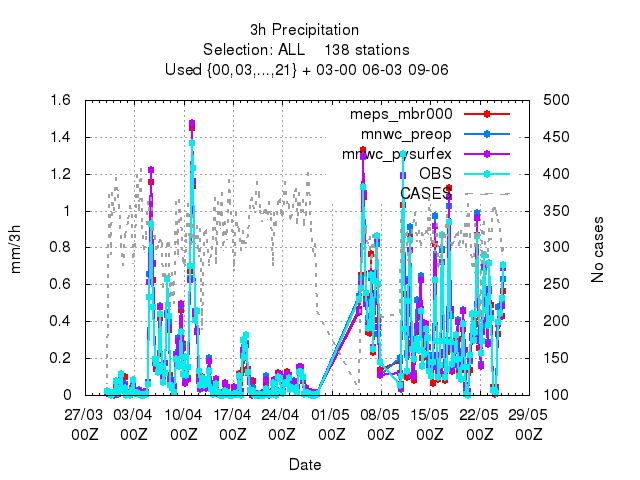 3h Precipitation
Selection: ALL    138 stations
Used {00,03,...,21} + 03-00 06-03 09-06
1.6 500
meps_mbr000
1.4 450
mnwc_preop
mnwc_pysurfex
1.2 400
OBS
CASES
1 350
0.8 300
0.6 250
0.4 200
0.2 150
0 100
mm/3h
No cases
27/03 03/04 10/04 17/04 24/04 01/05 08/05 15/05 22/05 29/05
00Z 00Z 00Z 00Z 00Z 00Z 00Z 00Z 00Z 00Z
Date